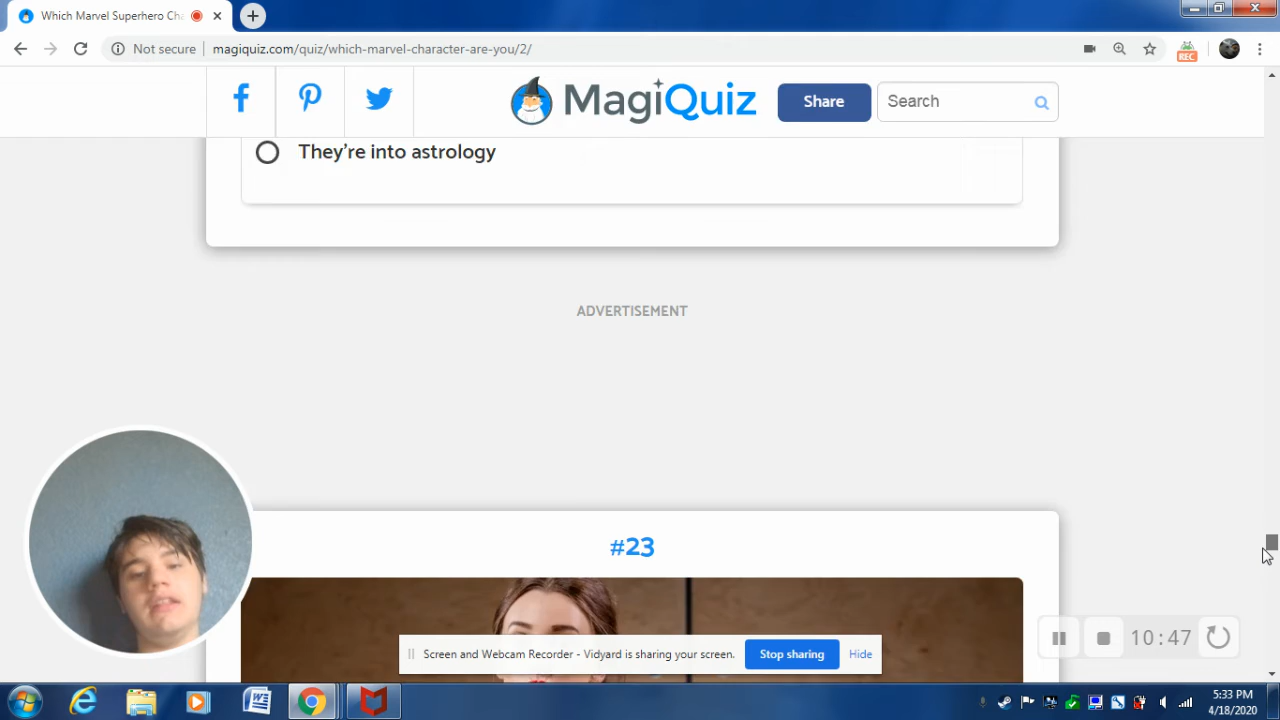 Which Marvel Superhero Cha
Not secure
magiquiz.com/quiz/which-marvel-character-are-you/2/
REC
MagiQuiz
Share
Search
They're into astrology
ADVERTISEMENT
#23
Screen and Webcam Recorder - Vidyard is sharing your screen.
Stop sharing
Hide
10:47
5:33 PM
4/18/2020